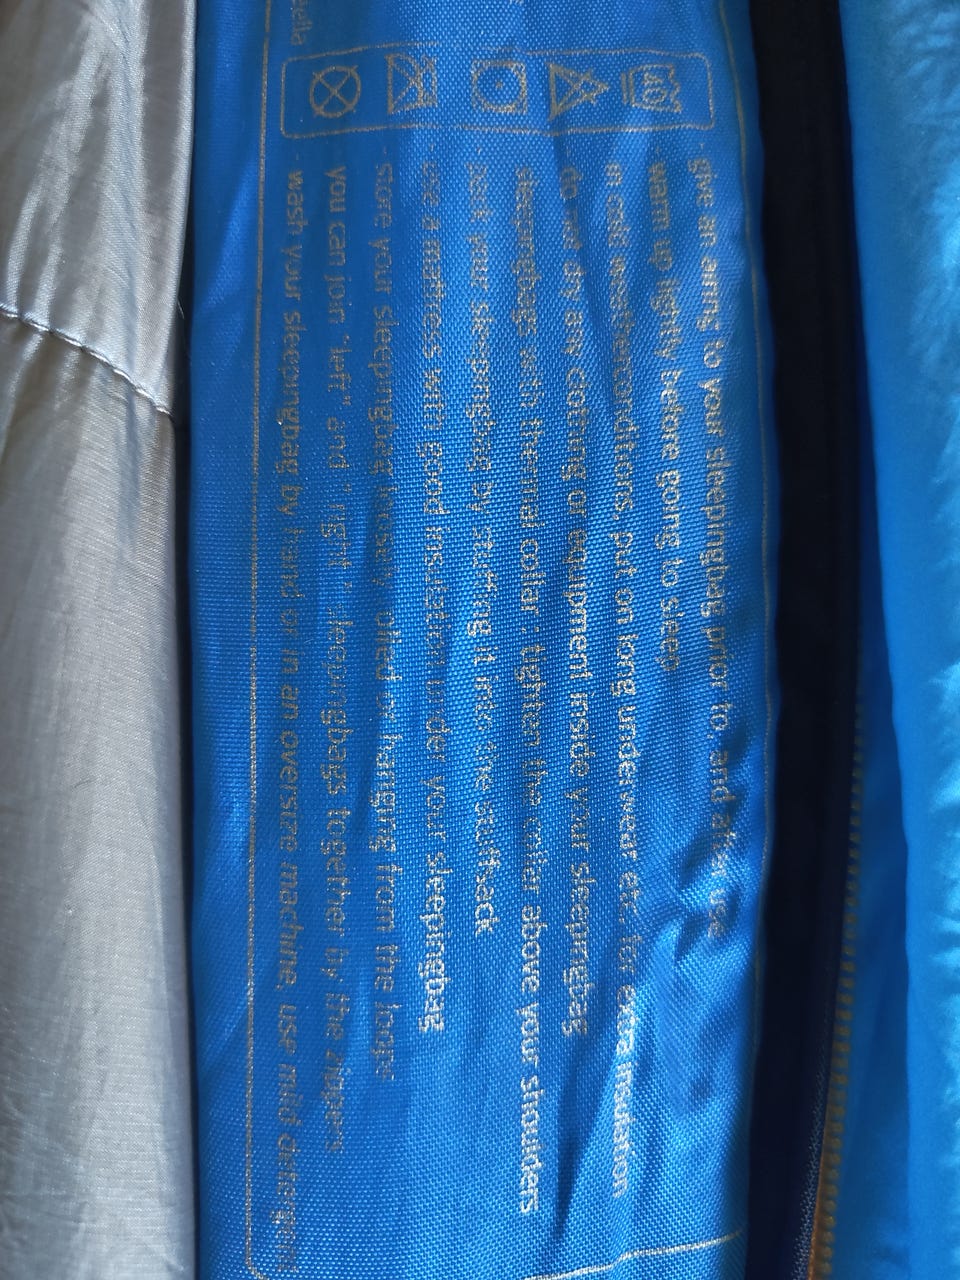 40
- give an airing to your sleepingbag prior to, and after use
- warm up lightly before going to sleep
in cold weatherconditions, put on long underwear etc. for extra insulation
do not dry any clothing or equipment inside your sleepingbag
sleepingbags with thermal collar : tighten the collar above your shoulders
- pack your sleepingbag by stuffing it into the stuffsack
- use a mattress with good insulation under your sleepingbag
- store your sleepingbag loosely rolled or hanging from the loops
you can join "left" and "right" sleepingbags together by the zippers
- wash your sleepingbag by hand or in an oversize machine, use mild detergent